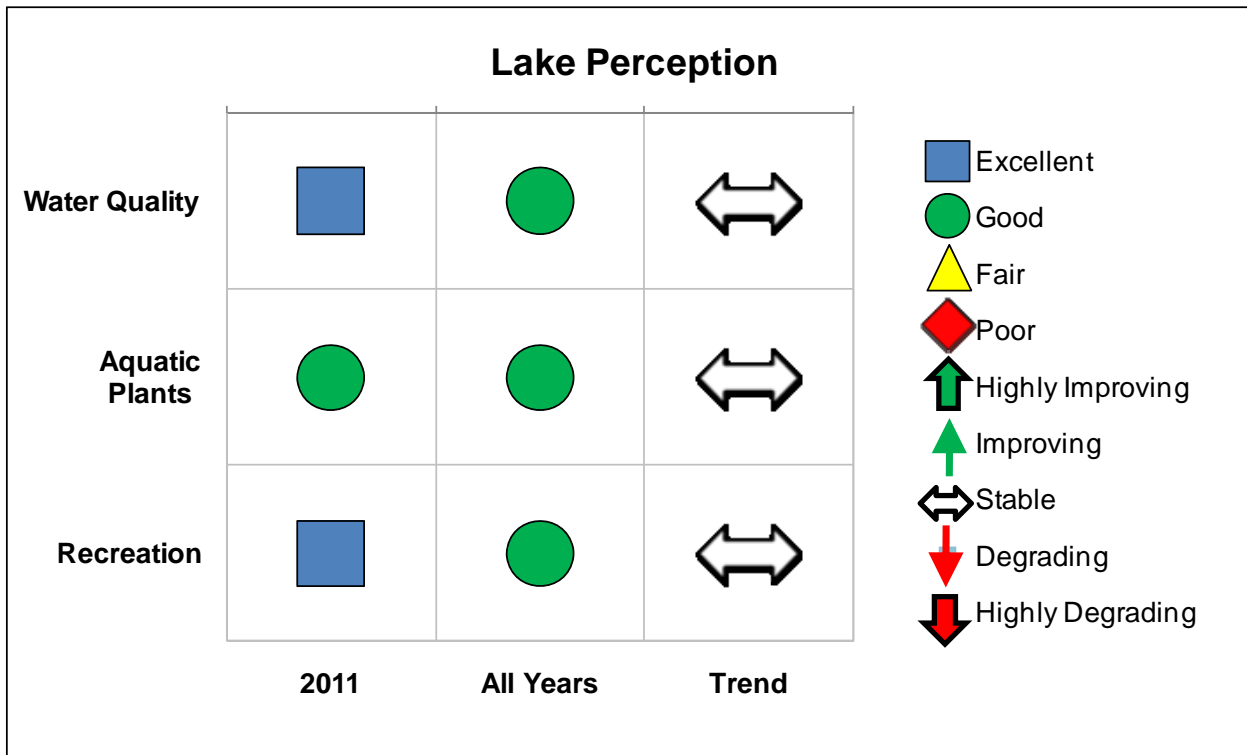 Lake Perception
Water Quality
Aquatic
Plants
Recreation
2011
All Years
Trend
Excellent
Good
Fair
Poor
Highly Improving
Improving
Stable
Degrading
Highly Degrading